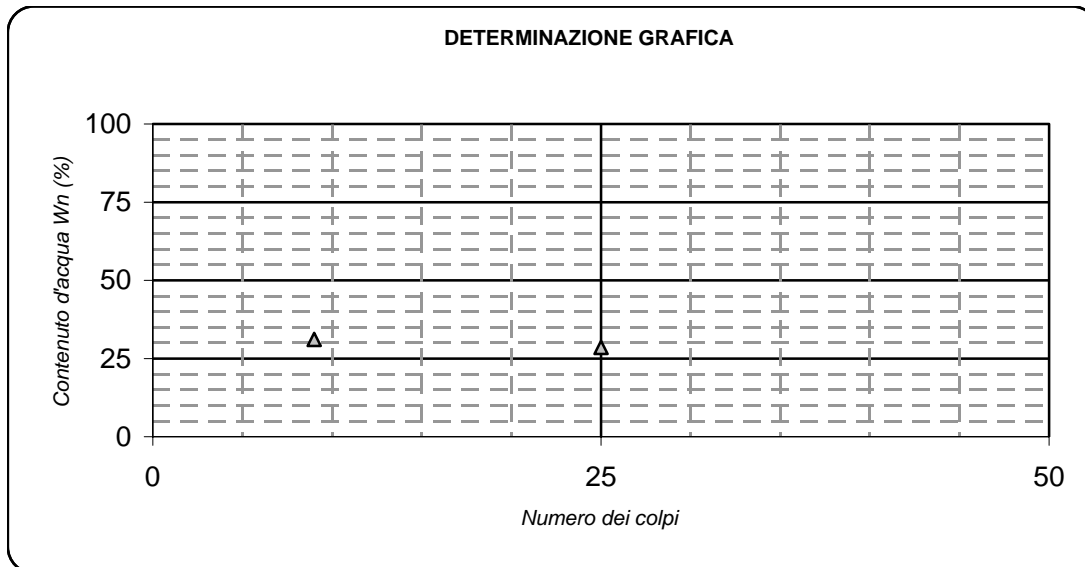 DETERMINAZIONE GRAFICA
Contenuto d'acqua Wn (%)
100
75
50
25
0
0 25 50
Numero dei colpi